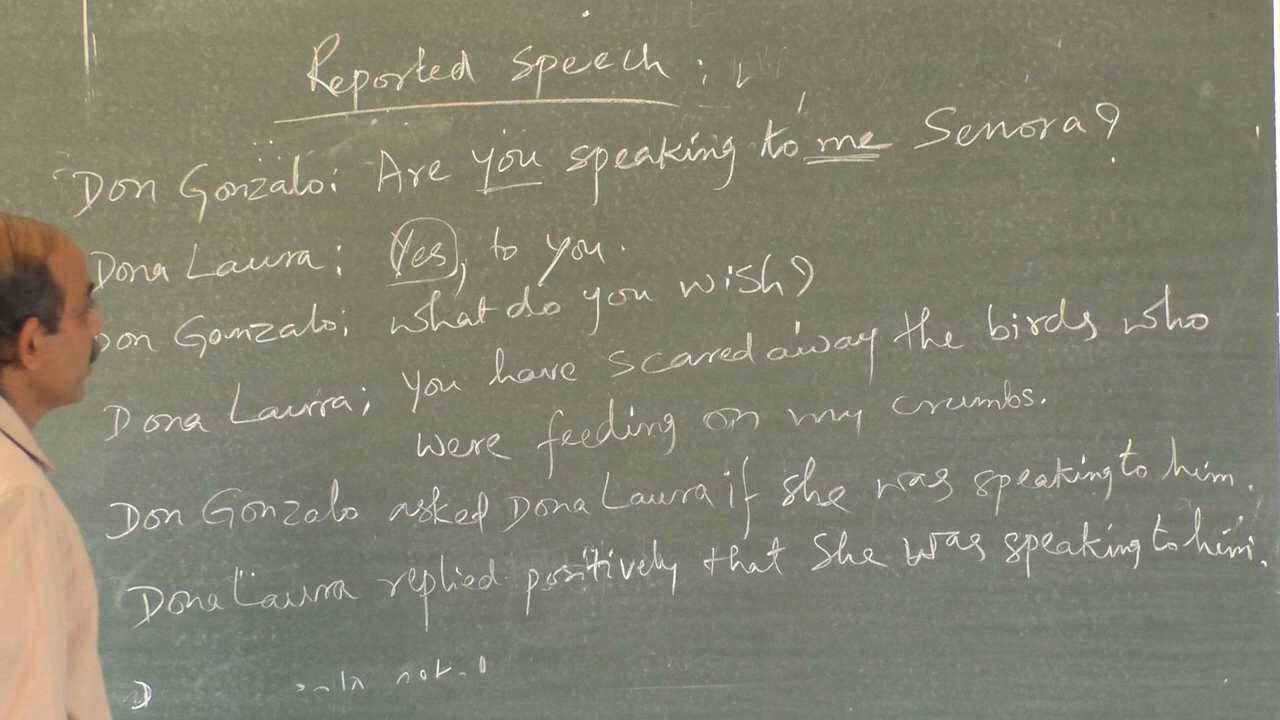 Reported Speech :
Don Gonzalo: Are you speaking to me Senora?
Dona Laura: Yes, to you.
Don Gonzalo: What do you wish?
Dona Laura; You have scared away the birds who
were feeding on my crumbs.
Don Gonzalo asked Dona Laura if she was speaking to him.
Dona Laura replied positively that She was speaking to him.
D
not